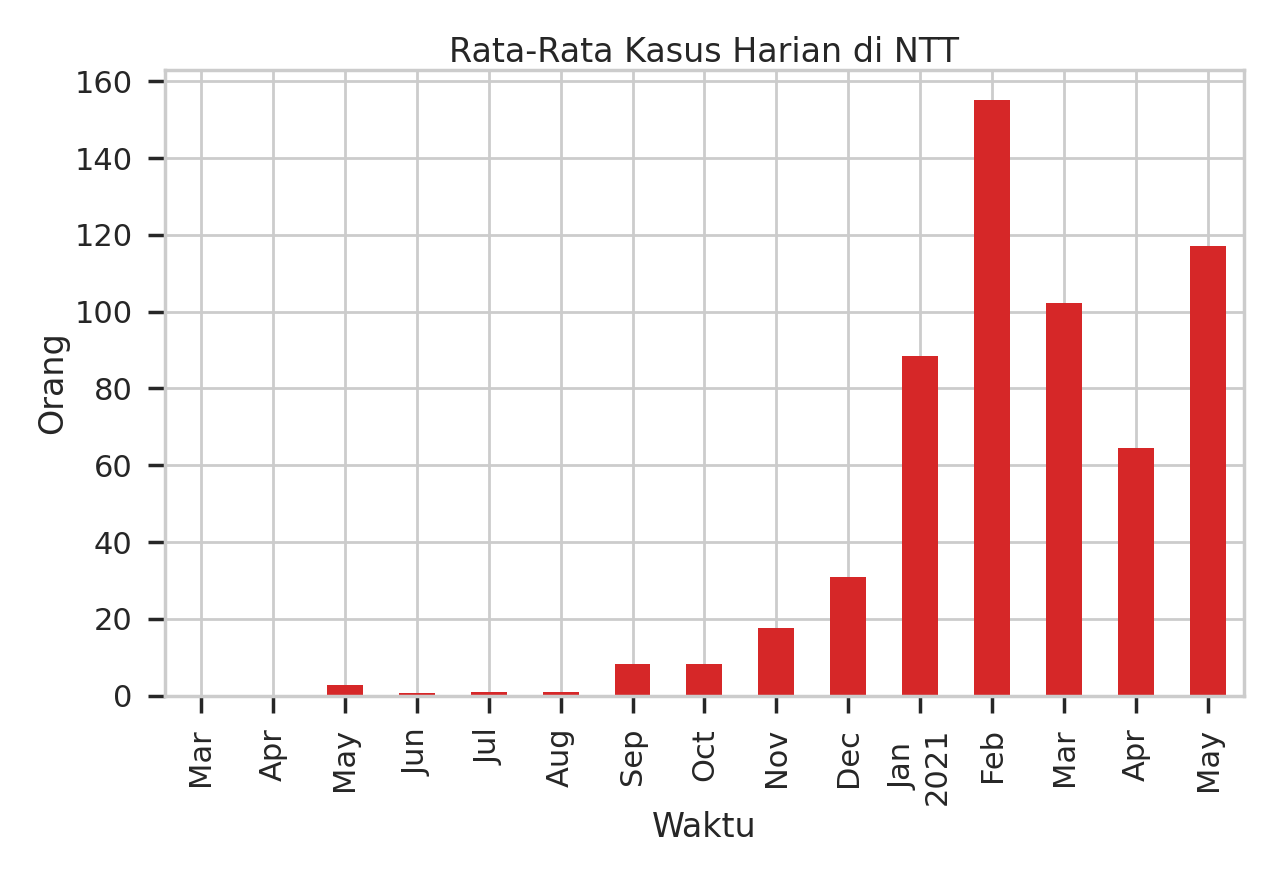 Rata-Rata Kasus Harian di NTT
160
140
120
100
80
60
40
20
0
Orang
Mar
Apr
May
Jun
Jul
Aug
Sep
Oct
Nov
Dec
Jan
2021
Feb
Mar
Apr
May
Waktu